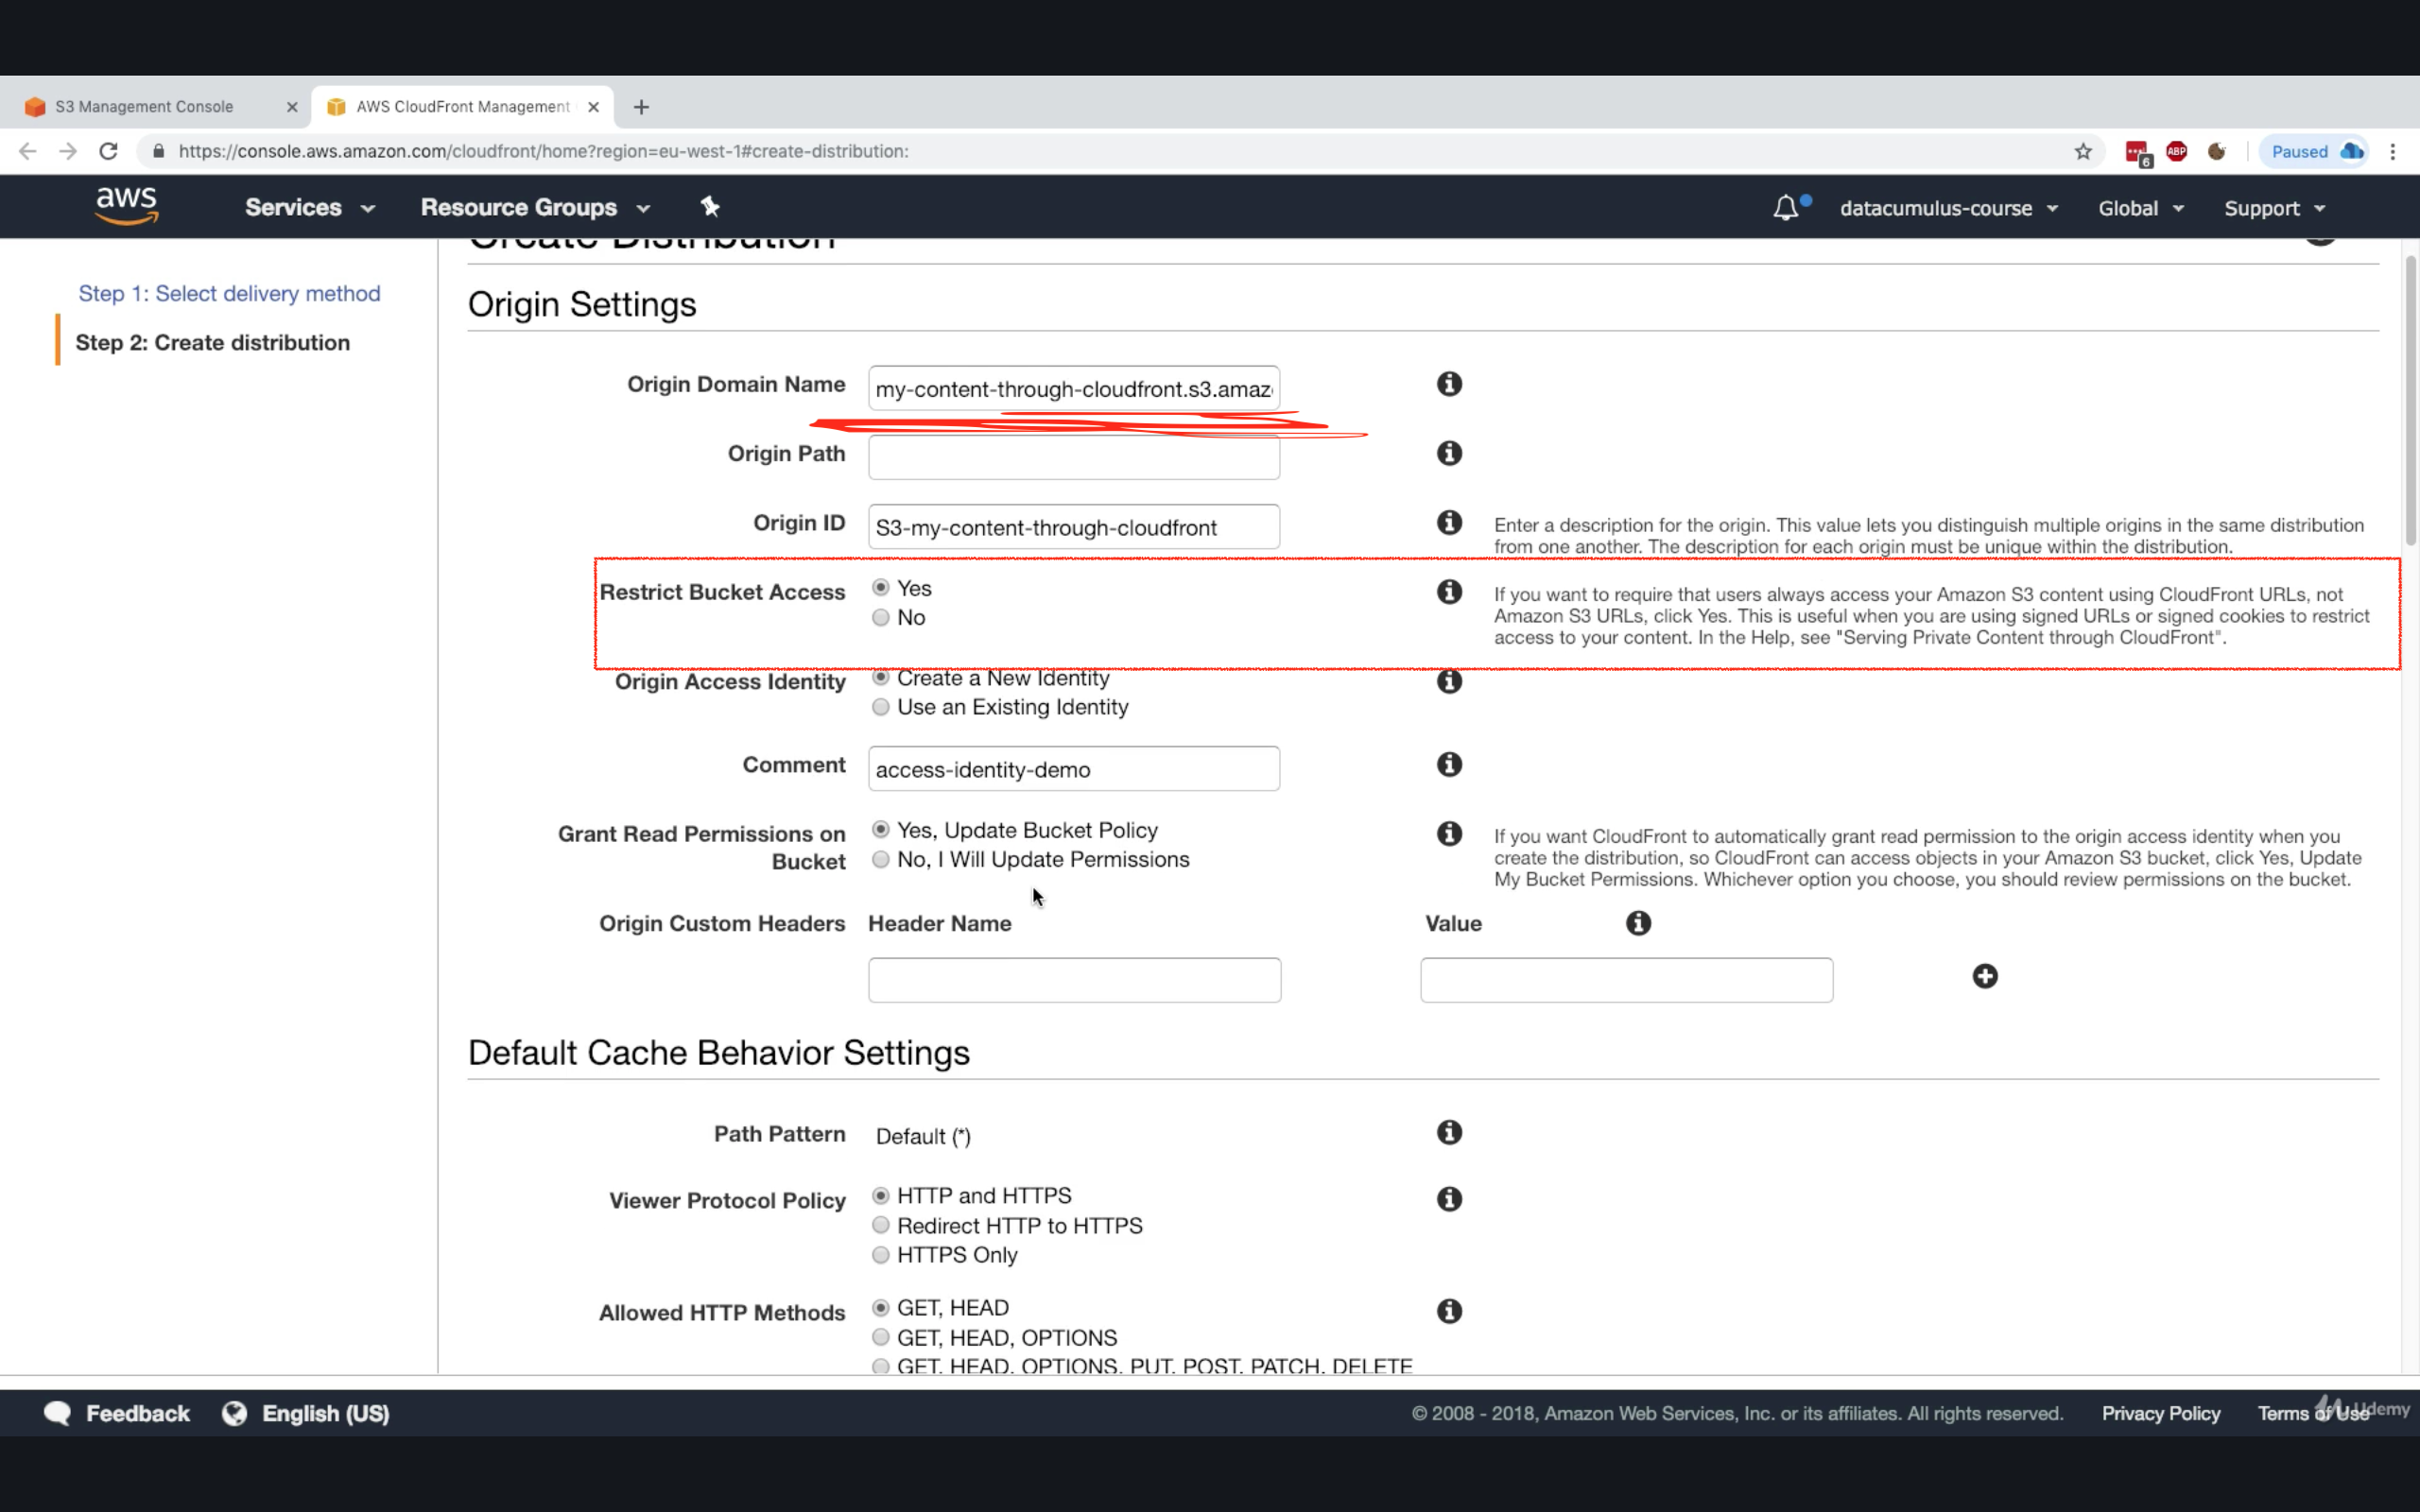 S3 Management Console
AWS CloudFront Management
https://console.aws.amazon.com/cloudfront/home?region=eu-west-1#create-distribution:
6
ABP
Paused
aws
Services
Resource Groups
datacumulus-course
Global
Support
Create Distribution
Step 1: Select delivery method
Step 2: Create distribution
Origin Settings
Origin Domain Name
my-content-through-cloudfront.s3.amaz
Origin Path
Origin ID
S3-my-content-through-cloudfront
Enter a description for the origin. This value lets you distinguish multiple origins in the same distribution
from one another. The description for each origin must be unique within the distribution.
Restrict Bucket Access
Yes
No
If you want to require that users always access your Amazon S3 content using CloudFront URLs, not
Amazon S3 URLs, click Yes. This is useful when you are using signed URLs or signed cookies to restrict
access to your content. In the Help, see "Serving Private Content through CloudFront".
Origin Access Identity
Create a New Identity
Use an Existing Identity
Comment
access-identity-demo
Grant Read Permissions on
Bucket
Yes, Update Bucket Policy
No, I Will Update Permissions
If you want CloudFront to automatically grant read permission to the origin access identity when you
create the distribution, so CloudFront can access objects in your Amazon S3 bucket, click Yes, Update
My Bucket Permissions. Whichever option you choose, you should review permissions on the bucket.
Origin Custom Headers
Header Name
Value
Default Cache Behavior Settings
Path Pattern
Default (*)
Viewer Protocol Policy
HTTP and HTTPS
Redirect HTTP to HTTPS
HTTPS Only
Allowed HTTP Methods
GET, HEAD
GET, HEAD, OPTIONS
GET, HEAD, OPTIONS, PUT, POST, PATCH, DELETE
Feedback
English (US)
© 2008 - 2018, Amazon Web Services, Inc. or its affiliates. All rights reserved.
Privacy Policy
Terms of Use
Udemy